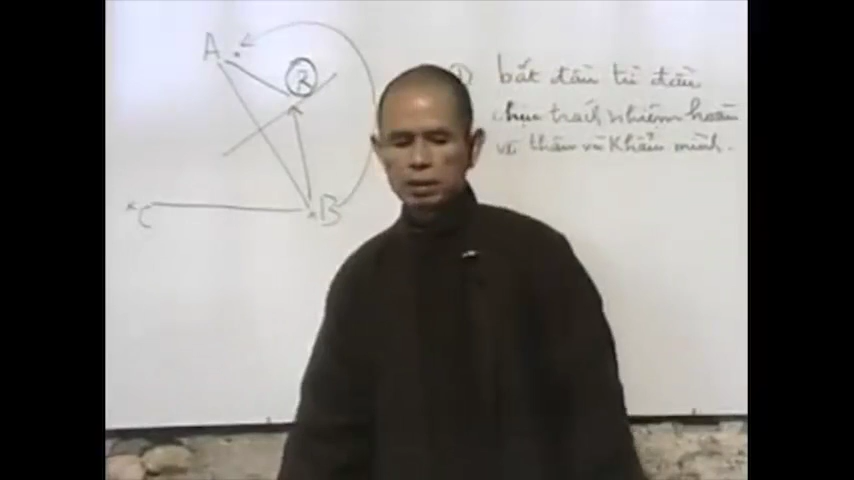 A
R
C
B
① bắt đầu từ đầu
chịu trách nhiệm hoàn
về thân và khẩu mình.